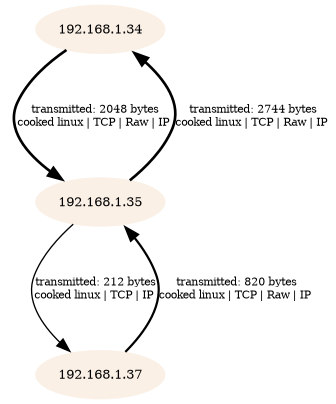 192.168.1.34
transmitted: 2048 bytes
cooked linux | TCP | Raw | IP
transmitted: 2744 bytes
cooked linux | TCP | Raw | IP
192.168.1.35
transmitted: 212 bytes
cooked linux | TCP | IP
transmitted: 820 bytes
cooked linux | TCP | Raw | IP
192.168.1.37